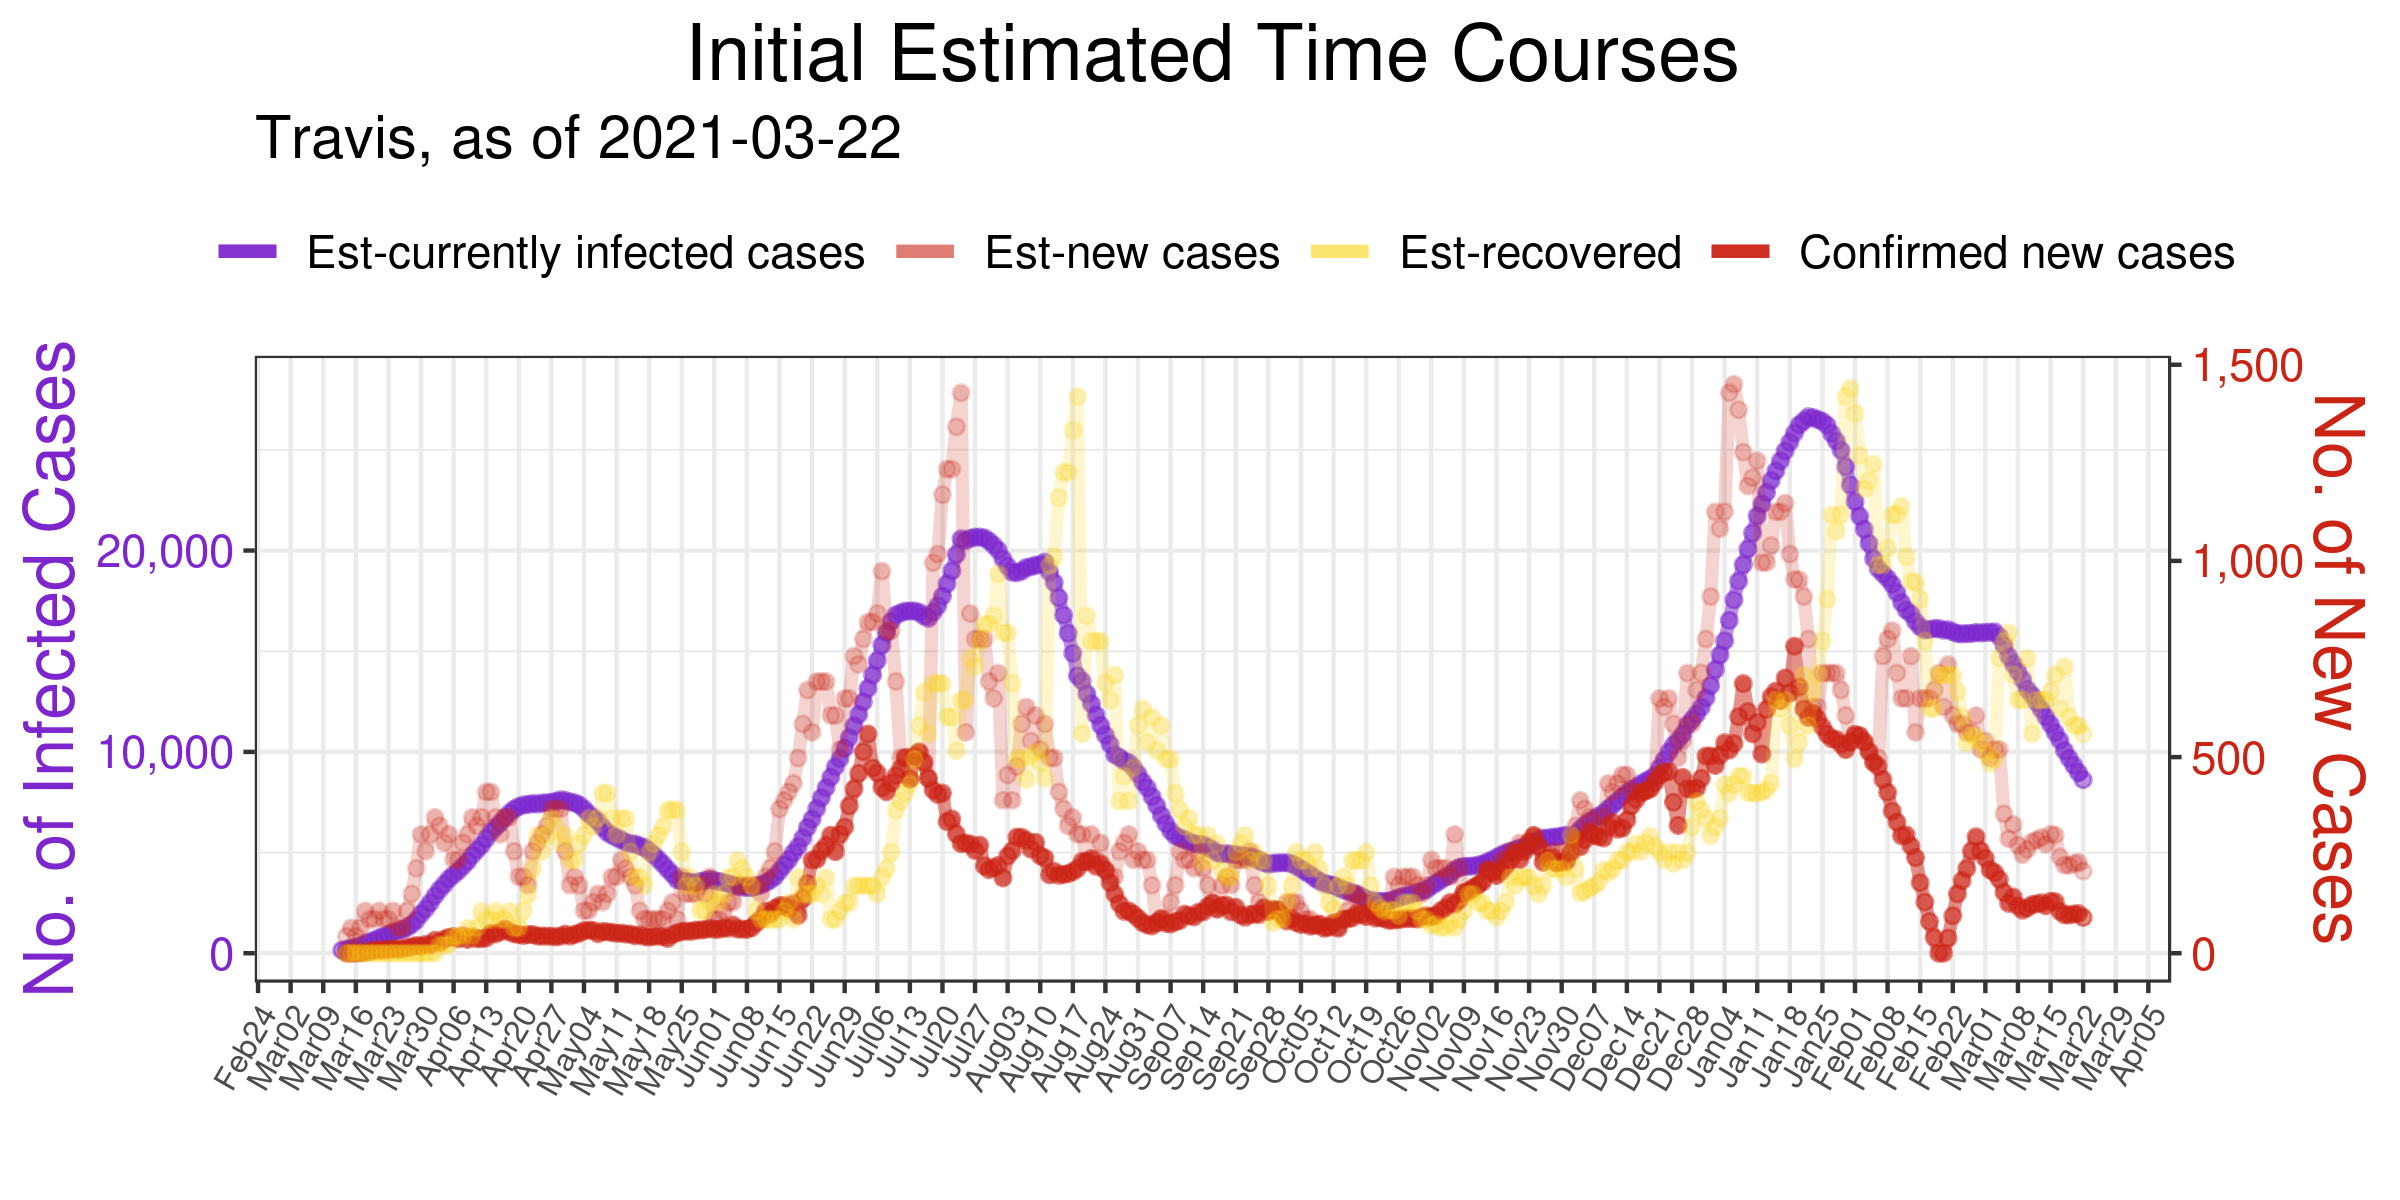 Initial Estimated Time Courses
Travis, as of 2021-03-22
Est-currently infected cases
Est-new cases
Est-recovered
Confirmed new cases
No. of Infected Cases
20,000
10,000
0
1,500
1,000
500
0
No. of New Cases
Feb24
Mar02
Mar09
Mar16
Mar23
Mar30
Apr06
Apr13
Apr20
Apr27
May04
May11
May18
May25
Jun01
Jun08
Jun15
Jun22
Jun29
Jul06
Jul13
Jul20
Jul27
Aug03
Aug10
Aug17
Aug24
Aug31
Sep07
Sep14
Sep21
Sep28
Oct05
Oct12
Oct19
Oct26
Nov02
Nov09
Nov16
Nov23
Nov30
Dec07
Dec14
Dec21
Dec28
Jan04
Jan11
Jan18
Jan25
Feb01
Feb08
Feb15
Feb22
Mar01
Mar08
Mar15
Mar22
Mar29
Apr05